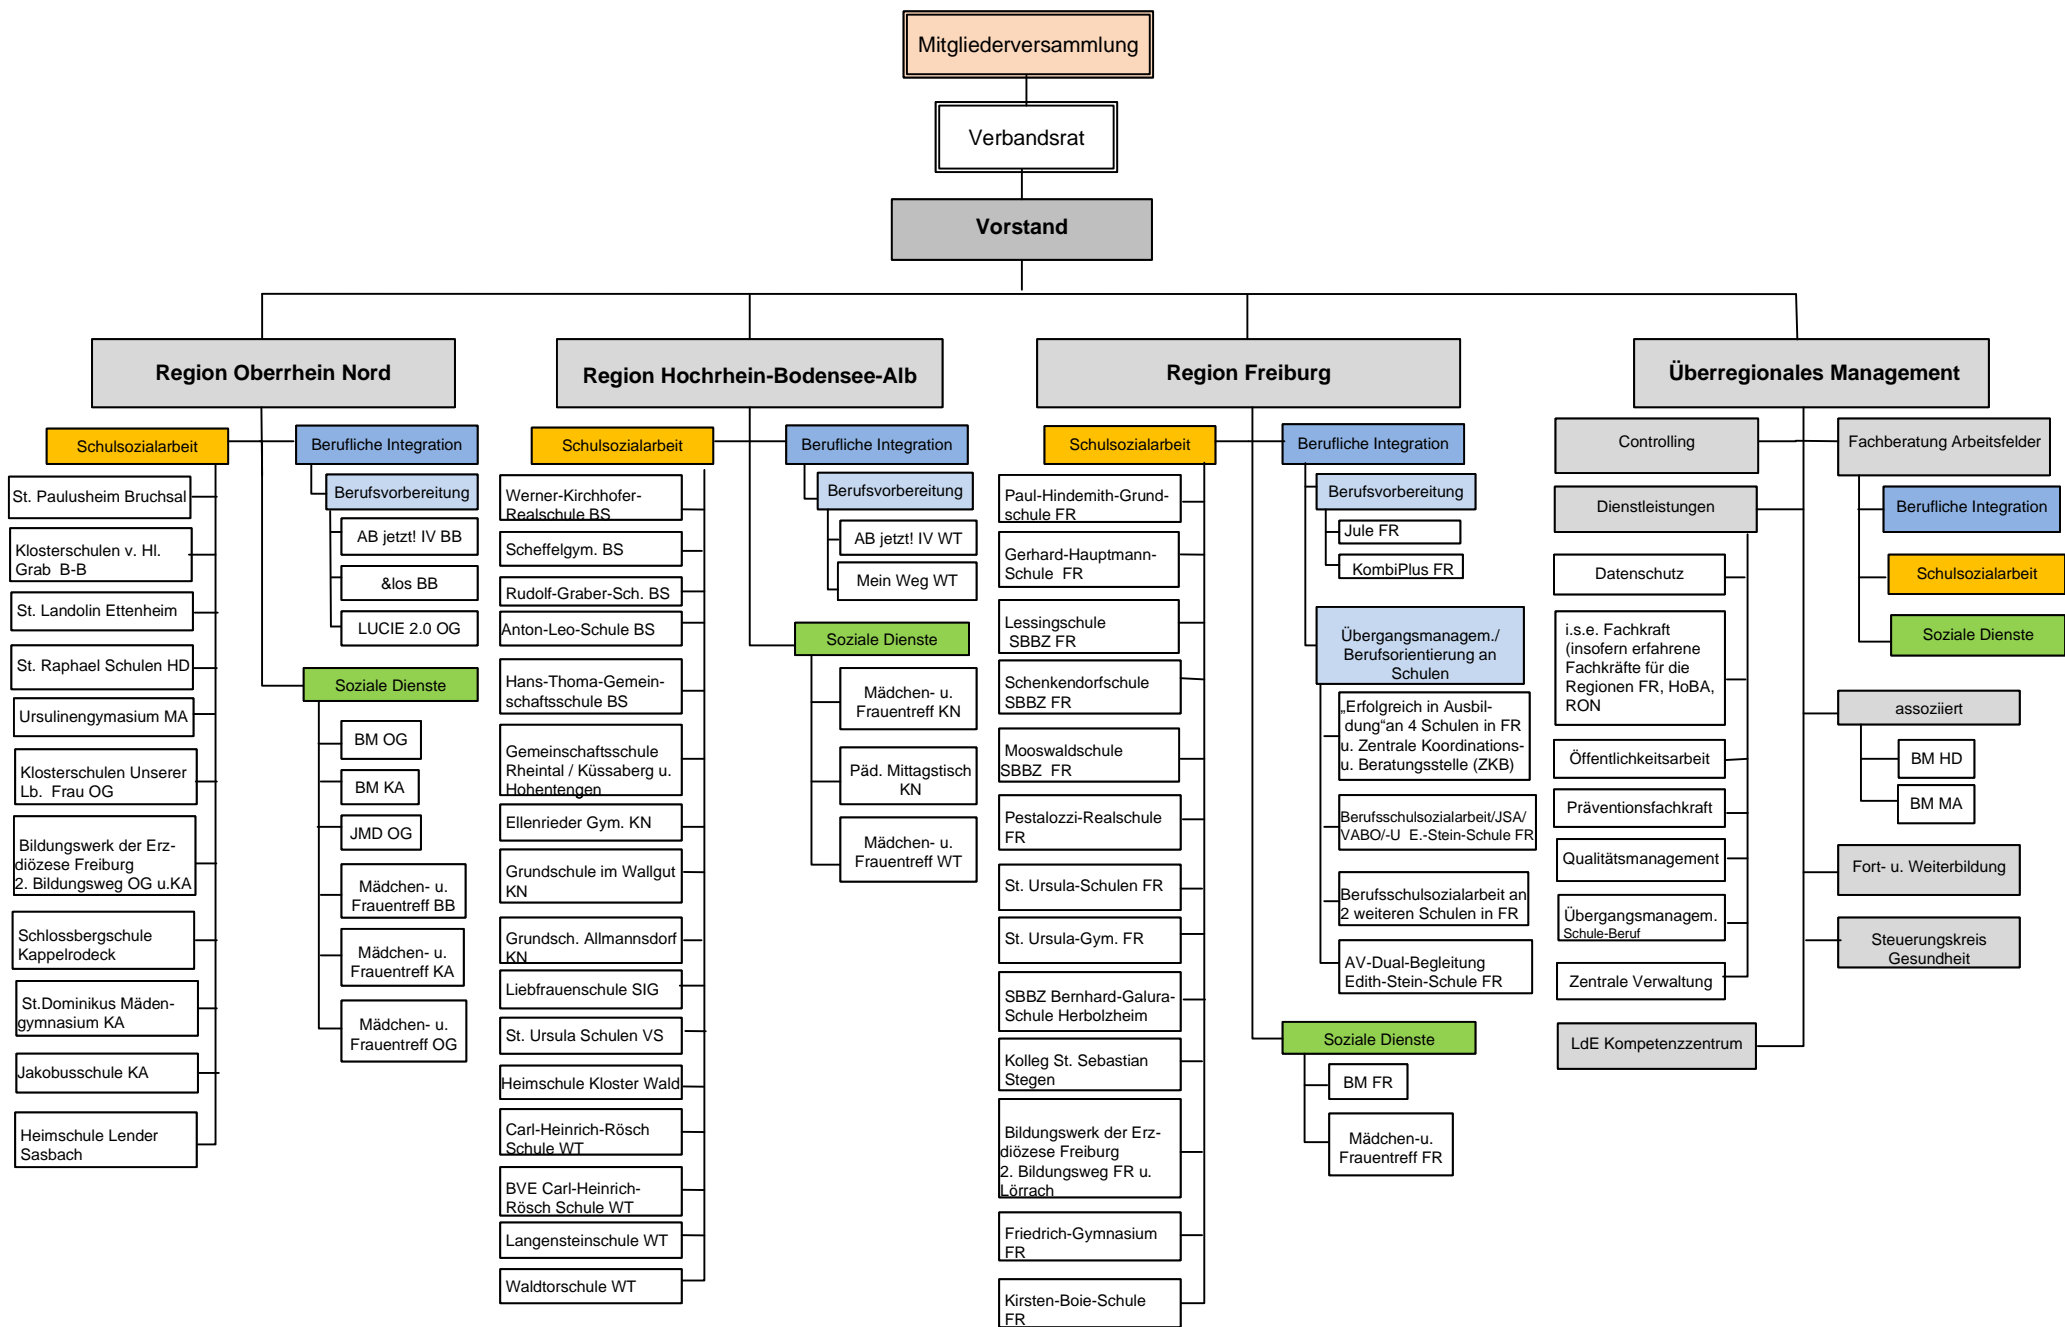 Mitgliederversammlung
Verbandsrat
Vorstand
Region Oberrhein Nord
Schulsozialarbeit
St. Paulusheim Bruchsal
Klosterschulen v. Hl.
Grab  B-B
St. Landolin Ettenheim
St. Raphael Schulen HD
Ursulinengymasium MA
Klosterschulen Unserer
Lb.  Frau OG
Bildungswerk der Erz-
diözese Freiburg
2. Bildungsweg OG u.KA
Schlossbergschule
Kappelrodeck
St.Dominikus Mäden-
gymnasium KA
Jakobusschule KA
Heimschule Lender
Sasbach
Berufliche Integration
Berufsvorbereitung
AB jetzt! IV BB
&los BB
LUCIE 2.0 OG
Soziale Dienste
BM OG
BM KA
JMD OG
Mädchen- u.
Frauentreff BB
Mädchen- u.
Frauentreff KA
Mädchen- u.
Frauentreff OG
Region Hochrhein-Bodensee-Alb
Schulsozialarbeit
Werner-Kirchhofer-
Realschule BS
Scheffelgym. BS
Rudolf-Graber-Sch. BS
Anton-Leo-Schule BS
Hans-Thoma-Gemein-
schaftsschule BS
Gemeinschaftsschule
Rheintal / Küssaberg u.
Hohentengen
Ellenrieder Gym. KN
Grundschule im Wallgut
KN
Grundsch. Allmannsdorf
KN
Liebfrauenschule SIG
St. Ursula Schulen VS
Heimschule Kloster Wald
Carl-Heinrich-Rösch
Schule WT
BVE Carl-Heinrich-
Rösch Schule WT
Langensteinschule WT
Waldtorschule WT
Berufliche Integration
Berufsvorbereitung
AB jetzt! IV WT
Mein Weg WT
Soziale Dienste
Mädchen- u.
Frauentreff KN
Päd. Mittagstisch
KN
Mädchen- u.
Frauentreff WT
Region Freiburg
Schulsozialarbeit
Paul-Hindemith-Grund-
schule FR
Gerhard-Hauptmann-
Schule  FR
Lessingschule
SBBZ FR
Schenkendorfschule
SBBZ FR
Mooswaldschule
SBBZ  FR
Pestalozzi-Realschule
FR
St. Ursula-Schulen FR
St. Ursula-Gym. FR
SBBZ Bernhard-Galura-
Schule Herbolzheim
Kolleg St. Sebastian
Stegen
Bildungswerk der Erz-
diözese Freiburg
2. Bildungsweg FR u.
Lörrach
Friedrich-Gymnasium
FR
Kirsten-Boie-Schule
FR
Berufliche Integration
Berufsvorbereitung
Jule FR
KombiPlus FR
Übergangsmanagem./
Berufsorientierung an
Schulen
„Erfolgreich in Ausbil-
dung“an 4 Schulen in FR
u. Zentrale Koordinations-
u. Beratungsstelle (ZKB)
Berufsschulsozialarbeit/JSA/
VABO/-U  E.-Stein-Schule FR
Berufsschulsozialarbeit an
2 weiteren Schulen in FR
AV-Dual-Begleitung
Edith-Stein-Schule FR
Soziale Dienste
BM FR
Mädchen-u.
Frauentreff FR
Überregionales Management
Controlling
Dienstleistungen
Datenschutz
i.s.e. Fachkraft
(insofern erfahrene
Fachkräfte für die
Regionen FR, HoBA,
RON
Öffentlichkeitsarbeit
Präventionsfachkraft
Qualitätsmanagement
Übergangsmanagem.
Schule-Beruf
Zentrale Verwaltung
LdE Kompetenzzentrum
Fachberatung Arbeitsfelder
Berufliche Integration
Schulsozialarbeit
Soziale Dienste
assoziiert
BM HD
BM MA
Fort- u. Weiterbildung
Steuerungskreis
Gesundheit